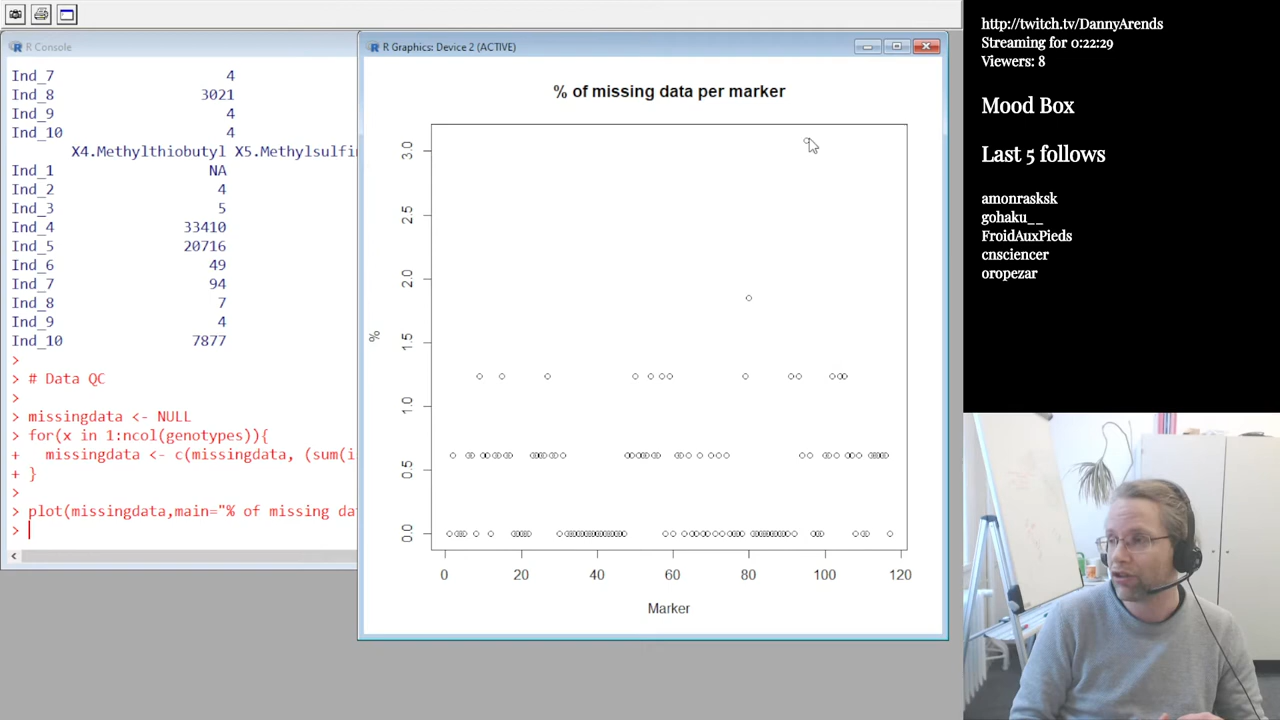 R Console
Ind_7 4
Ind_8 3021
Ind_9 4
Ind_10 4
X4.Methylthiobutyl X5.Methylsulfi
Ind_1 NA
Ind_2 4
Ind_3 5
Ind_4 33410
Ind_5 20716
Ind_6 49
Ind_7 94
Ind_8 7
Ind_9 4
Ind_10 7877
>
> # Data QC
>
> missingdata <- NULL
> for(x in 1:ncol(genotypes)){
+ missingdata <- c(missingdata, (sum(i
+ }
>
> plot(missingdata,main="% of missing dat
>
R Graphics: Device 2 (ACTIVE)
% of missing data per marker
%
3.0
2.5
2.0
1.5
1.0
0.5
0.0
0 20 40 60 80 100 120
Marker
http://twitch.tv/DannyArends
Streaming for 0:22:29
Viewers: 8
Mood Box
Last 5 follows
amonrasksk
gohaku__
FroidAuxPieds
cnsciencer
oropezar